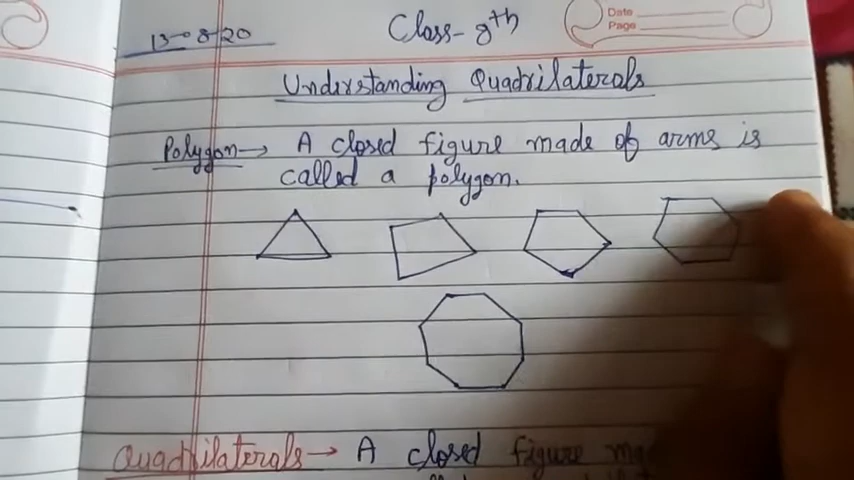 13-8-20
Class-8th
Date
Page
Understanding Quadrilaterals
Polygon→ A closed figure made of arms is
called a polygon.
Quadrilaterals→ A closed figure